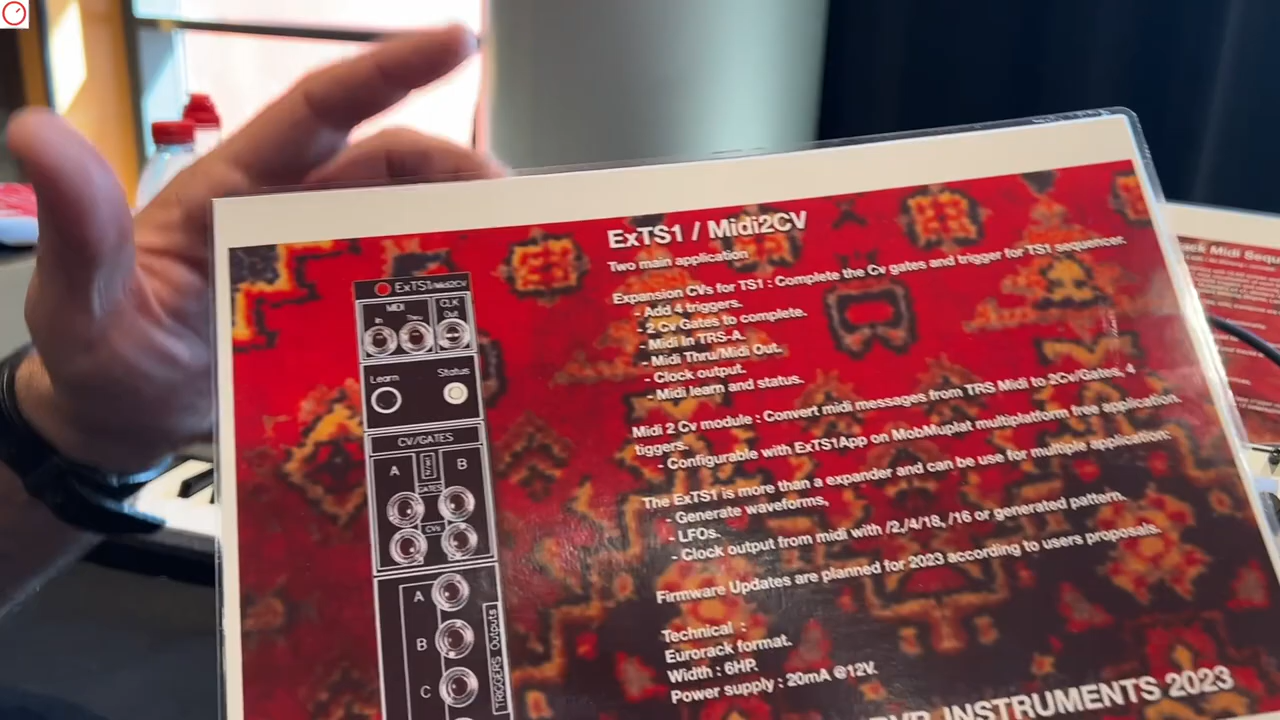 ExTS1 / Midi2CV
Two main application
Expansion CVs for TS1 : Complete the Cv gates and trigger for TS1 sequencer.
- Add 4 triggers.
- 2 Cv Gates to complete.
- Midi In TRS-A.
- Midi Thru/Midi Out.
- Clock output.
- Midi learn and status.
Midi 2 Cv module : Convert midi messages from TRS Midi to 2Cv/Gates, 4
tiggers.
- Configurable with ExTS1App on MobMuplat multiplatform free application.
The ExTS1 is more than a expander and can be use for multiple application:
- Generate waveforms,
- LFOs.
- Clock output from midi with /2,/4/18, /16 or generated pattern.
Firmware Updates are planned for 2023 according to users proposals.
Technical :
Eurorack format.
Width : 6HP.
Power supply : 20mA @12V.
INSTRUMENTS 2023
ExTS1/Midi2CV
MIDI
CLK
In
Thru
Out
Learn
Status
CV/GATES
A
B
GATES
CVs
A
B
C
TRIGGERS Outputs
Midi